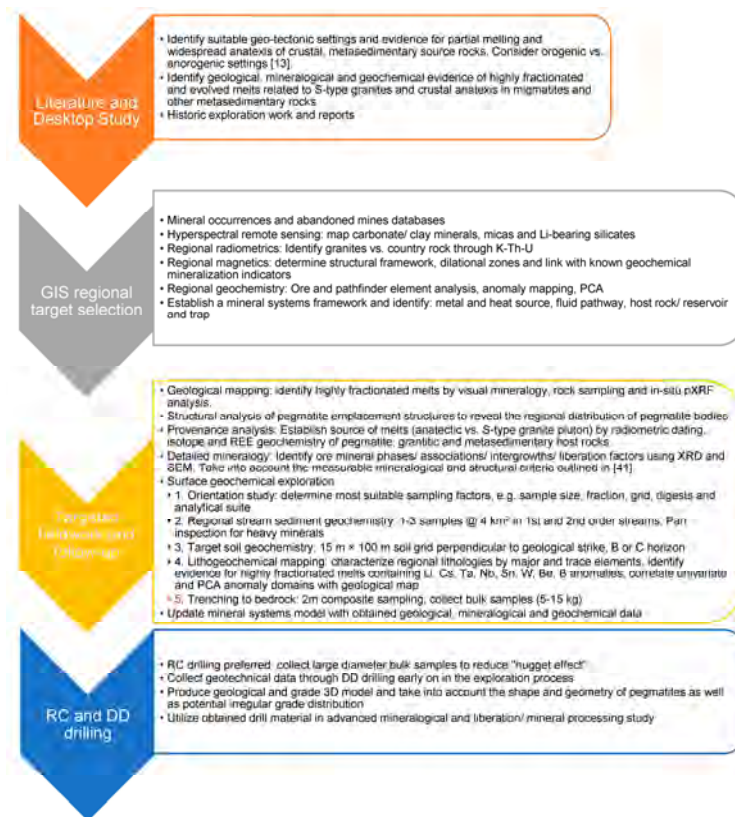 Literature and
Desktop Study
• Identify suitable geo-tectonic settings and evidence for partial melting and
widespread anatexis of crustal, metasedimentary source rocks. Consider orogenic vs.
anorogenic settings [13].
• Identify geological, mineralogical and geochemical evidence of highly fractionated
and evolved melts related to S-type granites and crustal anatexis in migmatites and
other metasedimentary rocks
• Historic exploration work and reports
GIS regional
target selection
• Mineral occurrences and abandoned mines databases
• Hyperspectral remote sensing: map carbonate/ clay minerals, micas and Li-bearing silicates
• Regional radiometrics: Identify granites vs. country rock through K-Th-U
• Regional magnetics: determine structural framework, dilational zones and link with known geochemical
mineralization indicators
• Regional geochemistry: Ore and pathfinder element analysis, anomaly mapping, PCA
• Establish a mineral systems framework and identify: metal and heat source, fluid pathway, host rock/ reservoir
and trap
• Geological mapping: identify highly fractionated melts by visual mineralogy, rock sampling and in-situ pXRF
analysis.
• Structural analysis of pegmatite emplacement structures to reveal the regional distribution of pegmatite bodies
• Provenance analysis: Establish source of melts (anatectic vs. S-type granite pluton) by radiometric dating,
isotope and REE geochemistry of pegmatite, granitic and metasedimentary host rocks
• Detailed mineralogy: Identify ore mineral phases/ associations/ intergrowths/ liberation factors using XRD and
SEM. Take into account the measurable mineralogical and structural criteria outlined in [41]
• Surface geochemical exploration
• 1. Orientation study: determine most suitable sampling factors, e.g. sample size, fraction, grid, digests and
analytical suite
• 2. Regional stream sediment geochemistry: 1-3 samples @ 4 km² in 1st and 2nd order streams. Pan
inspection for heavy minerals
• 3. Target soil geochemistry: 15 m × 100 m soil grid perpendicular to geological strike, B or C horizon
• 4. Lithogeochemical mapping: characterize regional lithologies by major and trace elements, identify
evidence for highly fractionated melts containing Li, Cs, Ta, Nb, Sn, W, Be, B anomalies, correlate univariate
and PCA anomaly domains with geological map
• 5. Trenching to bedrock: 2m composite sampling, collect bulk samples (5-15 kg)
• Update mineral systems model with obtained geological, mineralogical and geochemical data
RC and DD
drilling
• RC drilling preferred: collect large diameter bulk samples to reduce "nugget effect"
• Collect geotechnical data through DD drilling early on in the exploration process
• Produce geological and grade 3D model and take into account the shape and geometry of pegmatites as well
as potential irregular grade distribution
• Utilize obtained drill material in advanced mineralogical and liberation/ mineral processing study